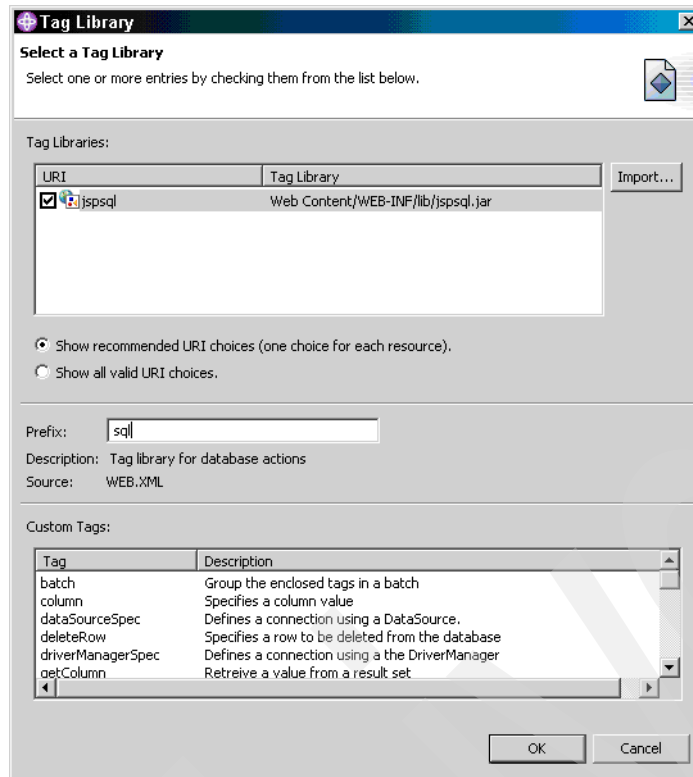 Tag Library
Select a Tag Library
Select one or more entries by checking them from the list below.
Tag Libraries:
URI Tag Library
jspsql Web Content/WEB-INF/lib/jspsql.jar
Import...
Show recommended URI choices (one choice for each resource).
Show all valid URI choices.
Prefix: sql
Description: Tag library for database actions
Source: WEB.XML
Custom Tags:
Tag Description
batch Group the enclosed tags in a batch
column Specifies a column value
dataSourceSpec Defines a connection using a DataSource.
deleteRow Specifies a row to be deleted from the database
driverManagerSpec Defines a connection using a the DriverManager
getColumn Retreive a value from a result set
OK Cancel